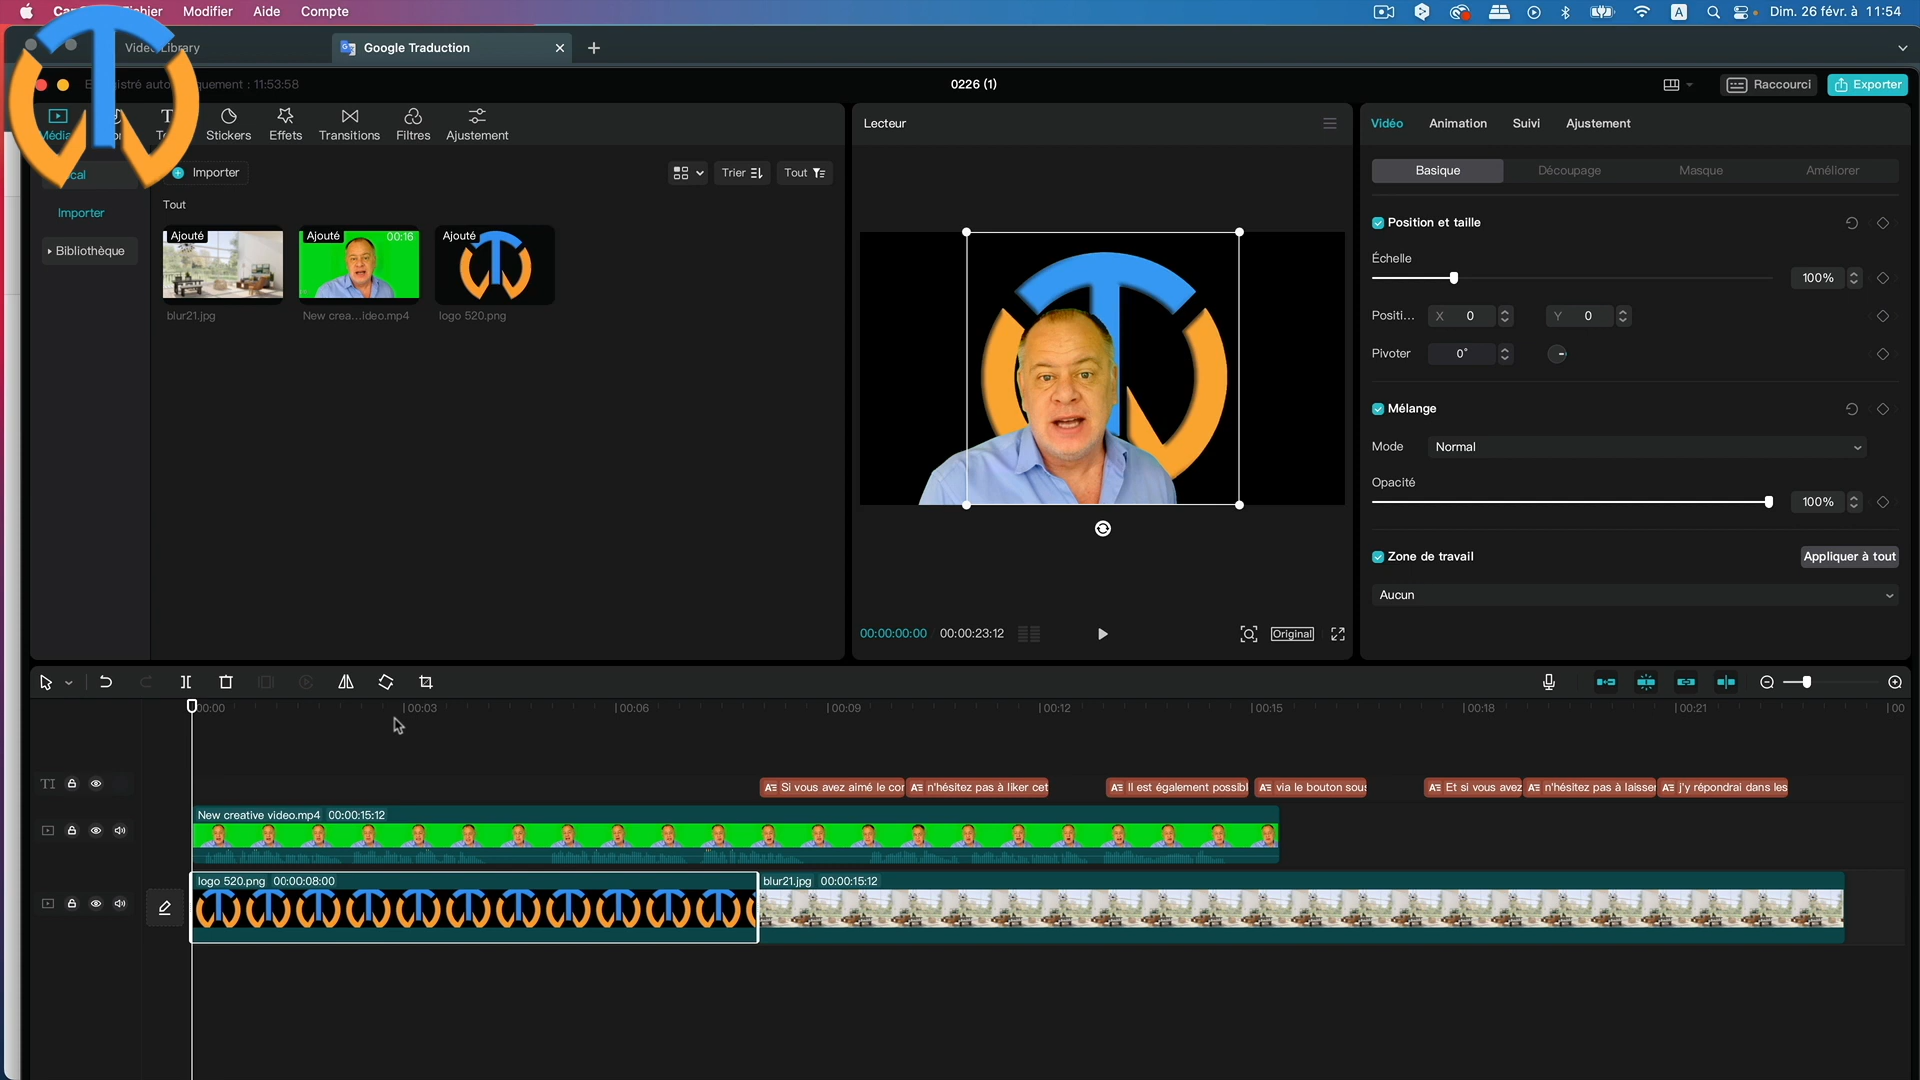 Modifier Aide Compte
A Dim. 26 févr. à 11:54
Google Traduction
0226 (1)
Raccourci Exporter
Stickers Effets Transitions Filtres Ajustement
Importer
Trier Tout
Importer
Bibliothèque
Tout
Ajouté
Ajouté 00:16
Ajouté
blur21.jpg
New crea...ideo.mp4
logo 520.png
Lecteur
00:00:00:00 00:00:23:12
Original
Vidéo Animation Suivi Ajustement
Basique Découpage Masque Améliorer
Position et taille
Échelle
100%
Positi... X 0 Y 0
Pivoter 0°
Mélange
Mode Normal
Opacité
100%
Zone de travail Appliquer à tout
Aucun
00:00 00:03 00:06 00:09 00:12 00:15 00:18 00:21 00
TI
Si vous avez aimé le cor n'hésitez pas à liker cet Il est également possibl via le bouton sous Et si vous avez n'hésitez pas à laisser j'y répondrai dans les
New creative video.mp4 00:00:15:12
logo 520.png 00:00:08:00 blur21.jpg 00:00:15:12